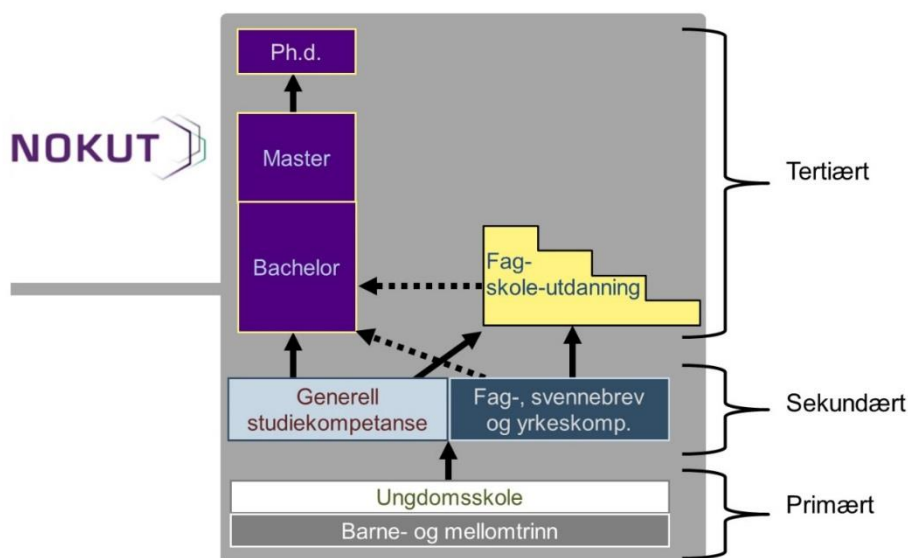 Ph.d.
NOKUT
Master
Tertiært
Bachelor
Fag-
skole-utdanning
Generell
studiekompetanse
Fag-, svennebrev
og yrkeskomp.
Sekundært
Ungdomsskole
Barne- og mellomtrinn
Primært